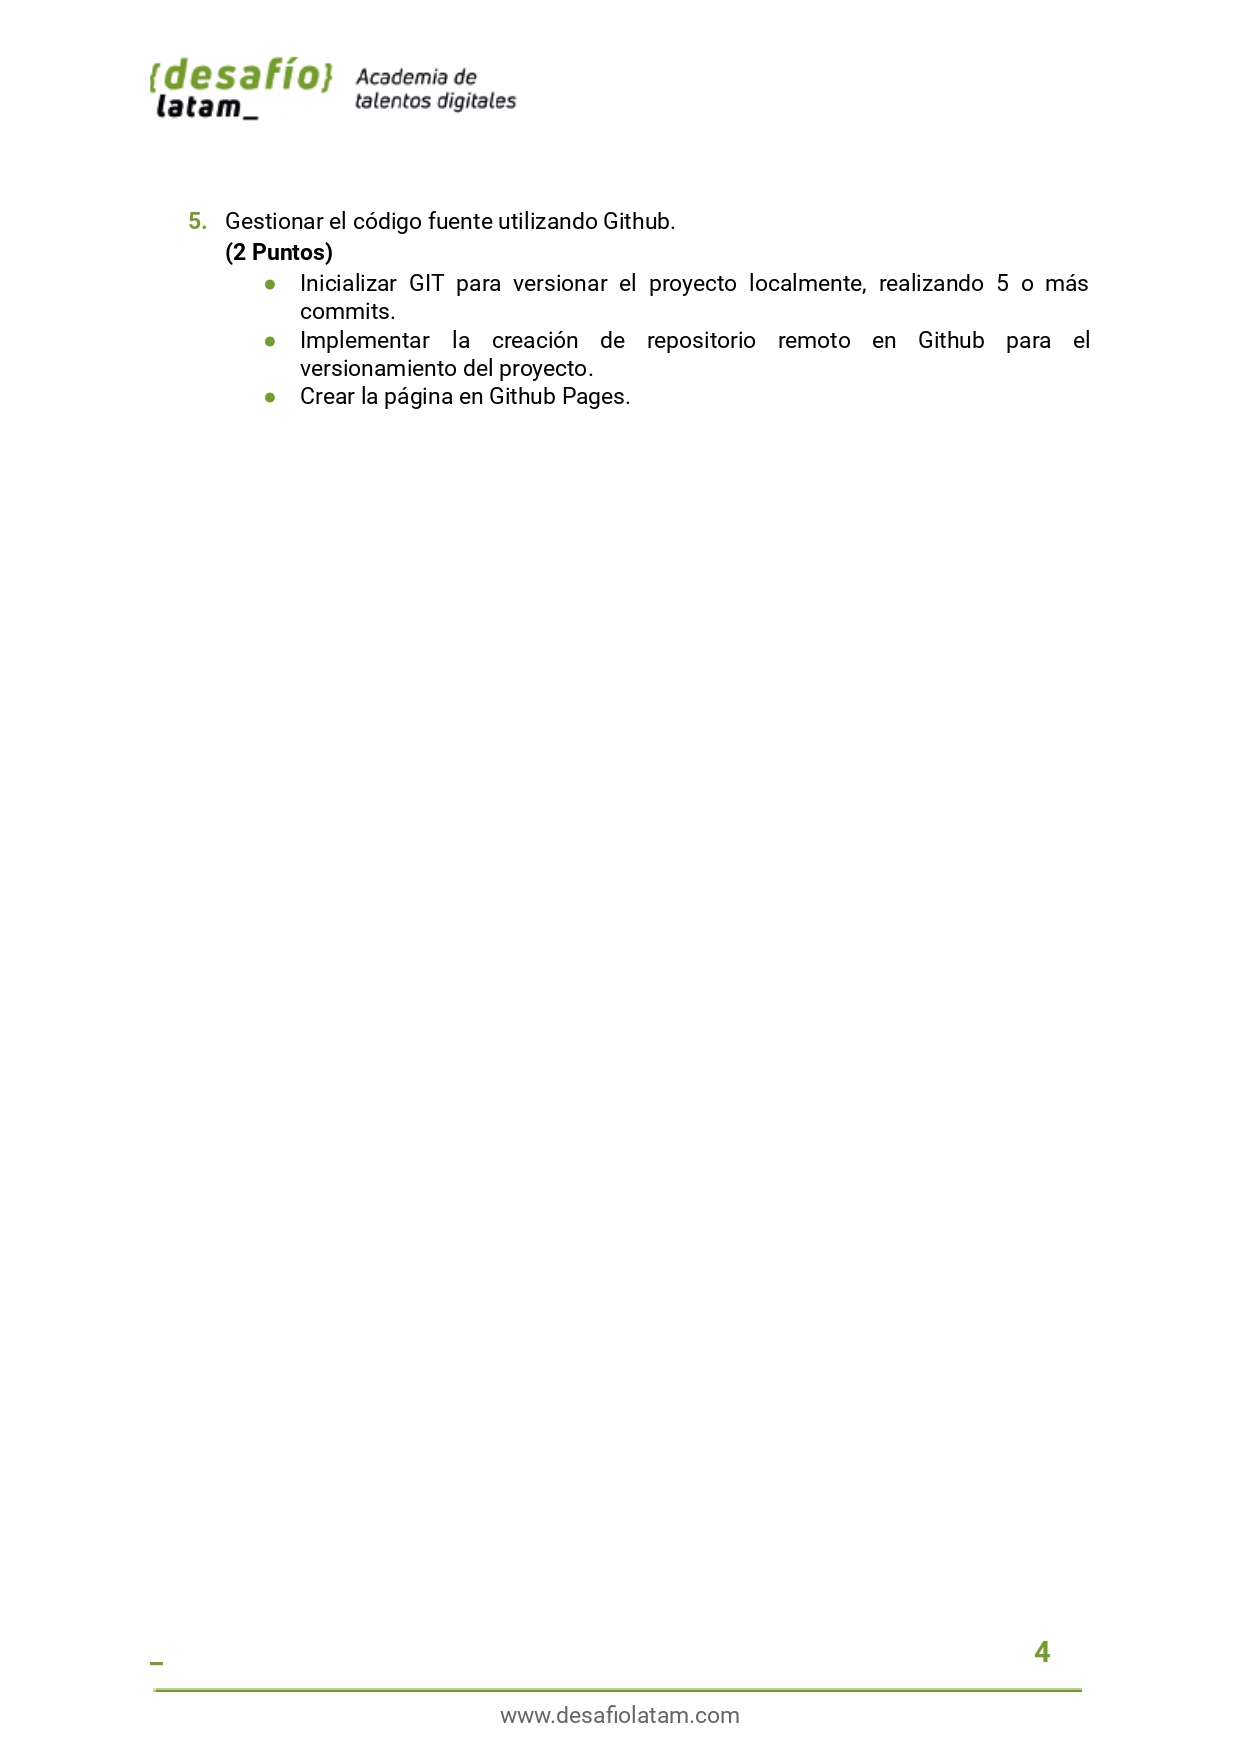 {desafío}
latam_
Academia de
talentos digitales
5. Gestionar el código fuente utilizando Github.
(2 Puntos)
● Inicializar GIT para versionar el proyecto localmente, realizando 5 o más
commits.
● Implementar la creación de repositorio remoto en Github para el
versionamiento del proyecto.
● Crear la página en Github Pages.
_
4
www.desafiolatam.com